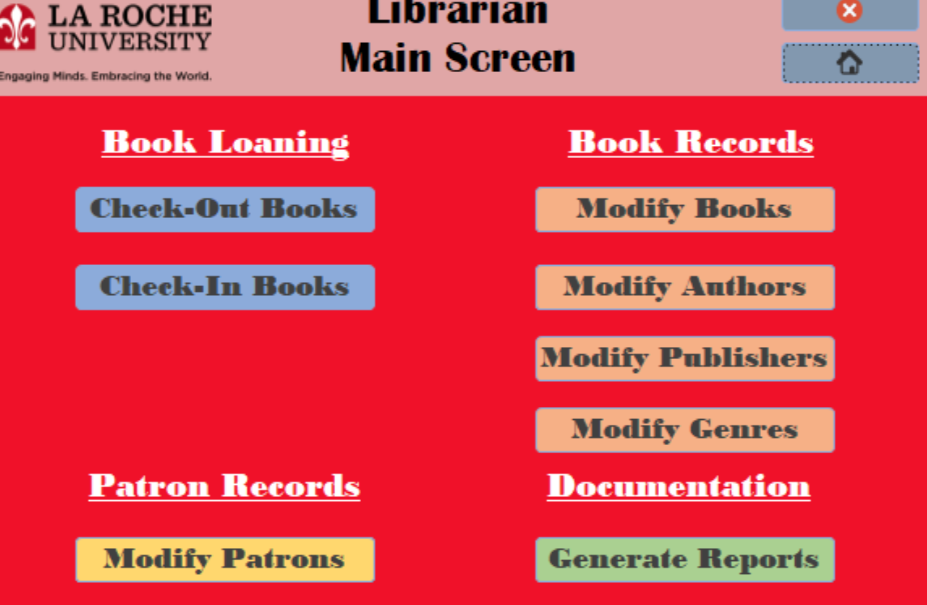 LA ROCHE
UNIVERSITY
Engaging Minds. Embracing the World.
Librarian
Main Screen
Book Loaning
Check-Out Books
Check-In Books
Book Records
Modify Books
Modify Authors
Modify Publishers
Modify Genres
Patron Records
Modify Patrons
Documentation
Generate Reports